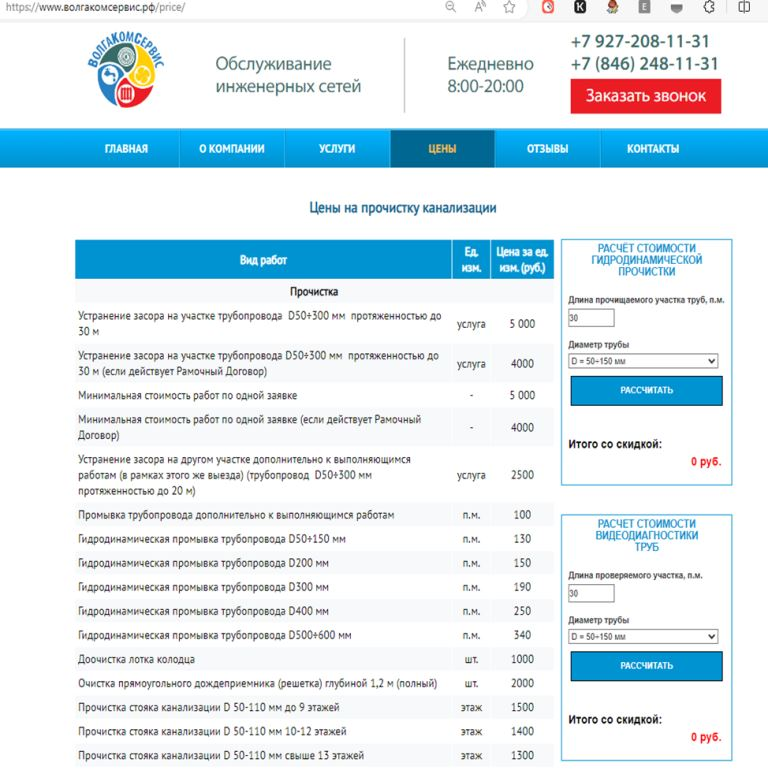 https://www.волгакомсервис.рф/price/
ВОЛГАКОМСЕРВИС
Обслуживание
инженерных сетей
Ежедневно
8:00-20:00
+7 927-208-11-31
+7 (846) 248-11-31
Заказать звонок
ГЛАВНАЯ О КОМПАНИИ УСЛУГИ ЦЕНЫ ОТЗЫВЫ КОНТАКТЫ
Цены на прочистку канализации
Вид работ Ед. изм. Цена за ед. изм. (руб.)
Прочистка
Устранение засора на участке трубопровода D50÷300 мм протяженностью до
30 м услуга 5 000
Устранение засора на участке трубопровода D50÷300 мм протяженностью до
30 м (если действует Рамочный Договор) услуга 4000
Минимальная стоимость работ по одной заявке - 5 000
Минимальная стоимость работ по одной заявке (если действует Рамочный
Договор) - 4000
Устранение засора на другом участке дополнительно к выполняющимся
работам (в рамках этого же выезда) (трубопровод D50÷300 мм
протяженностью до 20 м) услуга 2500
Промывка трубопровода дополнительно к выполняющимся работам п.м. 100
Гидродинамическая промывка трубопровода D50÷150 мм п.м. 130
Гидродинамическая промывка трубопровода D200 мм п.м. 150
Гидродинамическая промывка трубопровода D300 мм п.м. 190
Гидродинамическая промывка трубопровода D400 мм п.м. 250
Гидродинамическая промывка трубопровода D500÷600 мм п.м. 340
Доочистка лотка колодца шт. 1000
Очистка прямоугольного дождеприемника (решетка) глубиной 1,2 м (полный) шт. 2000
Прочистка стояка канализации D 50-110 мм до 9 этажей этаж 1500
Прочистка стояка канализации D 50-110 мм 10-12 этажей этаж 1400
Прочистка стояка канализации D 50-110 мм свыше 13 этажей этаж 1300
РАСЧЁТ СТОИМОСТИ
ГИДРОДИНАМИЧЕСКОЙ
ПРОЧИСТКИ
Длина прочищаемого участка труб, п.м.
30
Диаметр трубы
D = 50÷150 мм
РАССЧИТАТЬ
Итого со скидкой:
0 руб.
РАСЧЕТ СТОИМОСТИ
ВИДЕОДИАГНОСТИКИ
ТРУБ
Длина проверяемого участка, п.м.
30
Диаметр трубы
D = 50÷150 мм
РАССЧИТАТЬ
Итого со скидкой:
0 руб.